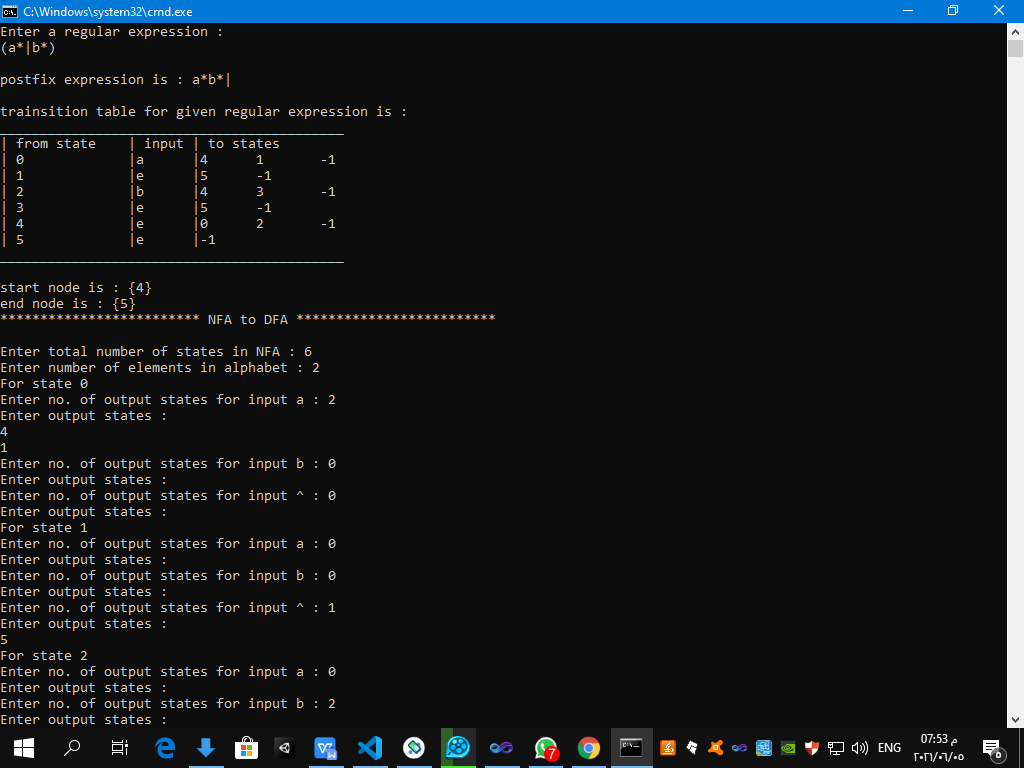 C:\Windows\system32\cmd.exe
Enter a regular expression :
(a*|b*)
postfix expression is : a*b*|
trainsition table for given regular expression is :
___________________________________________
| from state | input | to states
| 0 |a |4 1 -1
| 1 |e |5 -1
| 2 |b |4 3 -1
| 3 |e |5 -1
| 4 |e |0 2 -1
| 5 |e |-1
___________________________________________
start node is : {4}
end node is : {5}
************************* NFA to DFA *************************
Enter total number of states in NFA : 6
Enter number of elements in alphabet : 2
For state 0
Enter no. of output states for input a : 2
Enter output states :
4
1
Enter no. of output states for input b : 0
Enter output states :
Enter no. of output states for input ^ : 0
Enter output states :
For state 1
Enter no. of output states for input a : 0
Enter output states :
Enter no. of output states for input b : 0
Enter output states :
Enter no. of output states for input ^ : 1
Enter output states :
5
For state 2
Enter no. of output states for input a : 0
Enter output states :
Enter no. of output states for input b : 2
Enter output states :
7
ENG
07:53 م
٢٠٢١/٠٦/٠٥